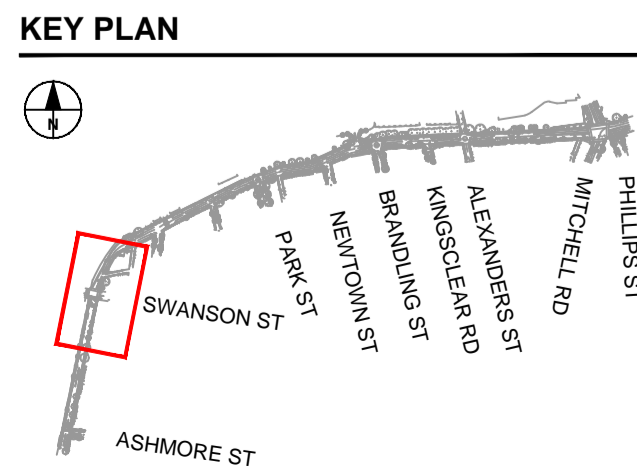 KEY PLAN
N
PARK ST
NEWTOWN ST
BRANDLING ST
KINGSCLEAR RD
ALEXANDERS ST
MITCHELL RD
PHILLIPS ST
SWANSON ST
ASHMORE ST